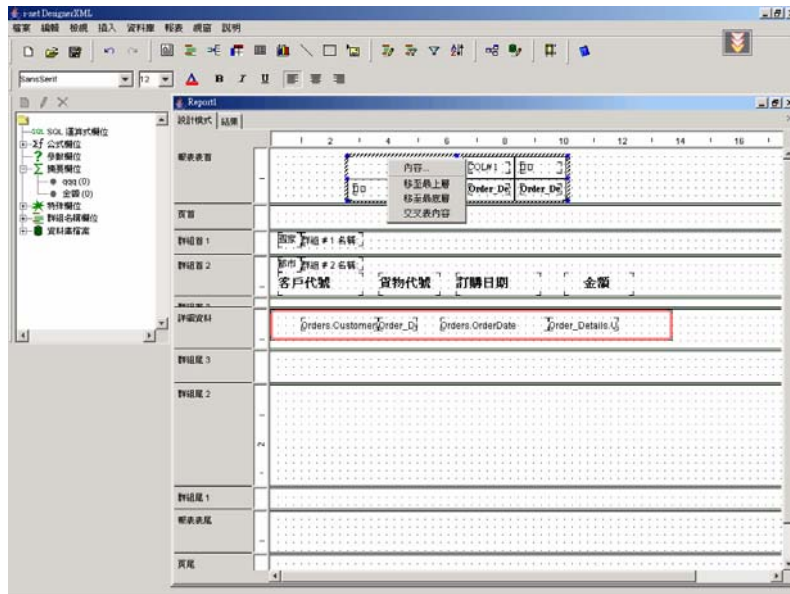 i-net DesignerXML
檔案 編輯 檢視 插入 資料庫 報表 視窗 說明
SansSerif 12 B I U
Report1
設計模式 結果
SQL SQL 運算式欄位
Σf 公式欄位
? 參數欄位
Σ 摘要欄位
qqq (0)
金額 (0)
特殊欄位
群組名稱欄位
資料庫檔案
2 4 6 8 10 12 14 16
報表表首
內容...
移至最上層
移至最底層
交叉表內容
COL#1
Order_De Order_De
頁首
群組首 1
國家 群組 #1 名稱
群組首 2
都市 群組 #2 名稱
客戶代號 貨物代號 訂購日期 金額
詳細資料
Orders.Customer Order_D Orders.OrderDate Order_Details.U
群組尾 3
群組尾 2
2
群組尾 1
報表表尾
頁尾